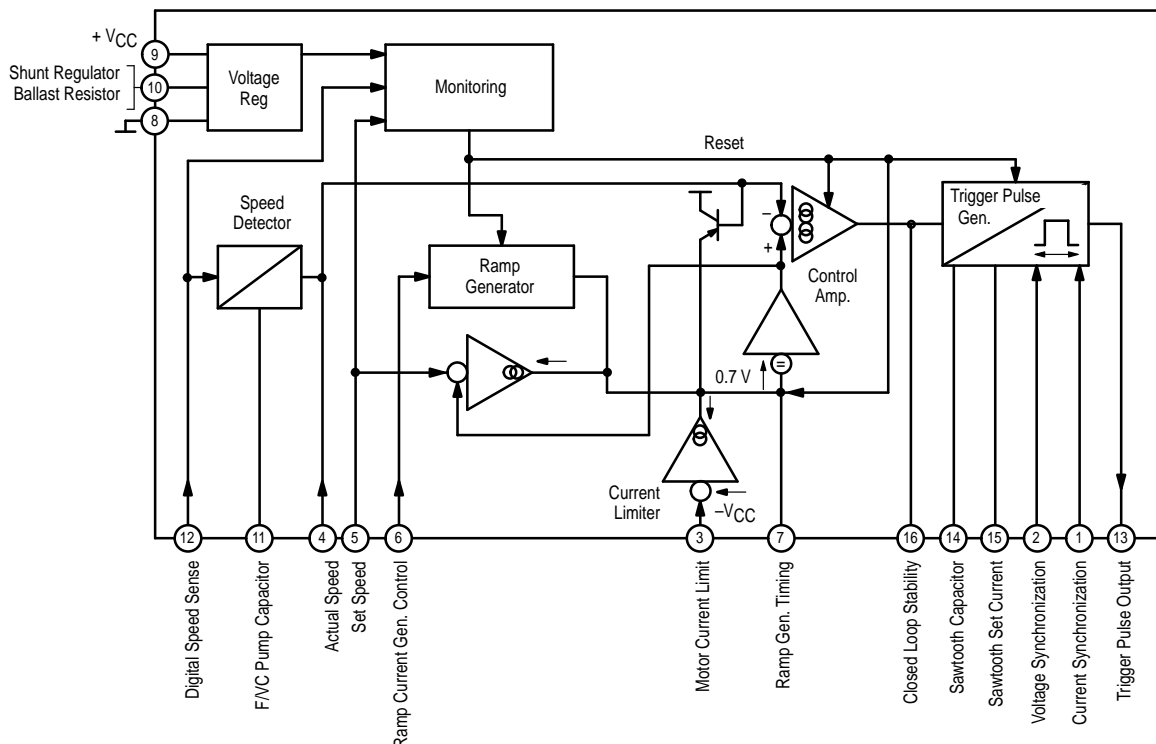 + VCC
9
Shunt Regulator
Ballast Resistor
10
8
Voltage
Reg
Monitoring
Reset
Speed
Detector
Ramp
Generator
–
+
Control
Amp.
Trigger Pulse
Gen.
0.7 V
=
Current
Limiter
–VCC
12
11
4
5
6
3
7
16
14
15
2
1
13
Digital Speed Sense
F/VC Pump Capacitor
Actual Speed
Set Speed
Ramp Current Gen. Control
Motor Current Limit
Ramp Gen. Timing
Closed Loop Stability
Sawtooth Capacitor
Sawtooth Set Current
Voltage Synchronization
Current Synchronization
Trigger Pulse Output